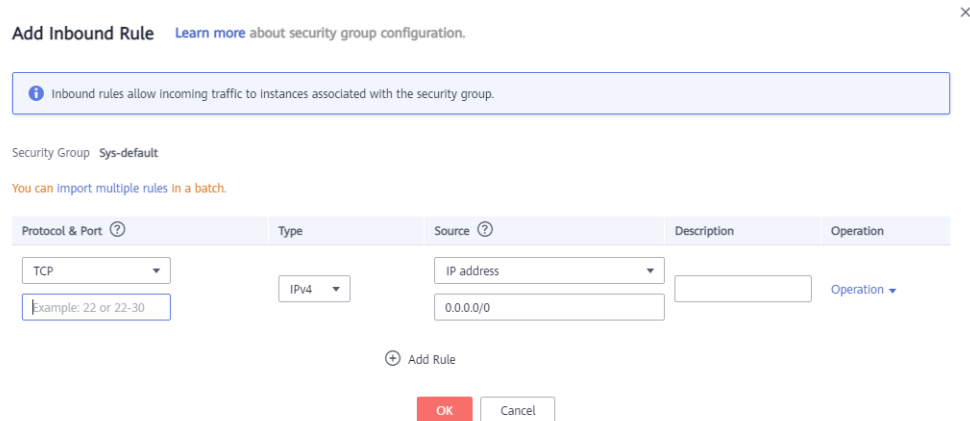 Add Inbound Rule Learn more about security group configuration.
Inbound rules allow incoming traffic to instances associated with the security group.
Security Group Sys-default
You can import multiple rules in a batch.
Protocol & Port Type Source Description Operation
TCP
Example: 22 or 22-30
IPv4
IP address
0.0.0.0/0
Operation
Add Rule
OK Cancel